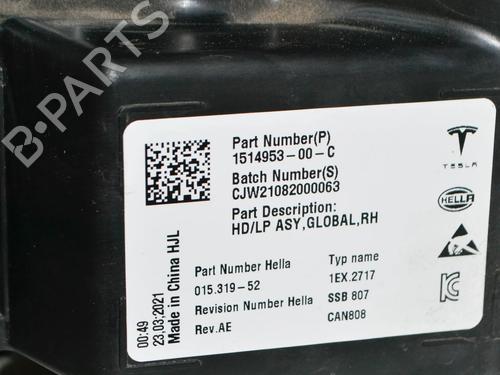 B-PARTS
Part Number(P)
1514953-00-C
Batch Number(S)
CJW21082000063
Part Description:
HD/LP ASY,GLOBAL,RH
TESLA
HELLA
Part Number Hella
015.319-52
Revision Number Hella
Rev.AE
Typ name
1EX.2717
SSB 807
CAN808
00:49
23.03.2021
Made in China HJL